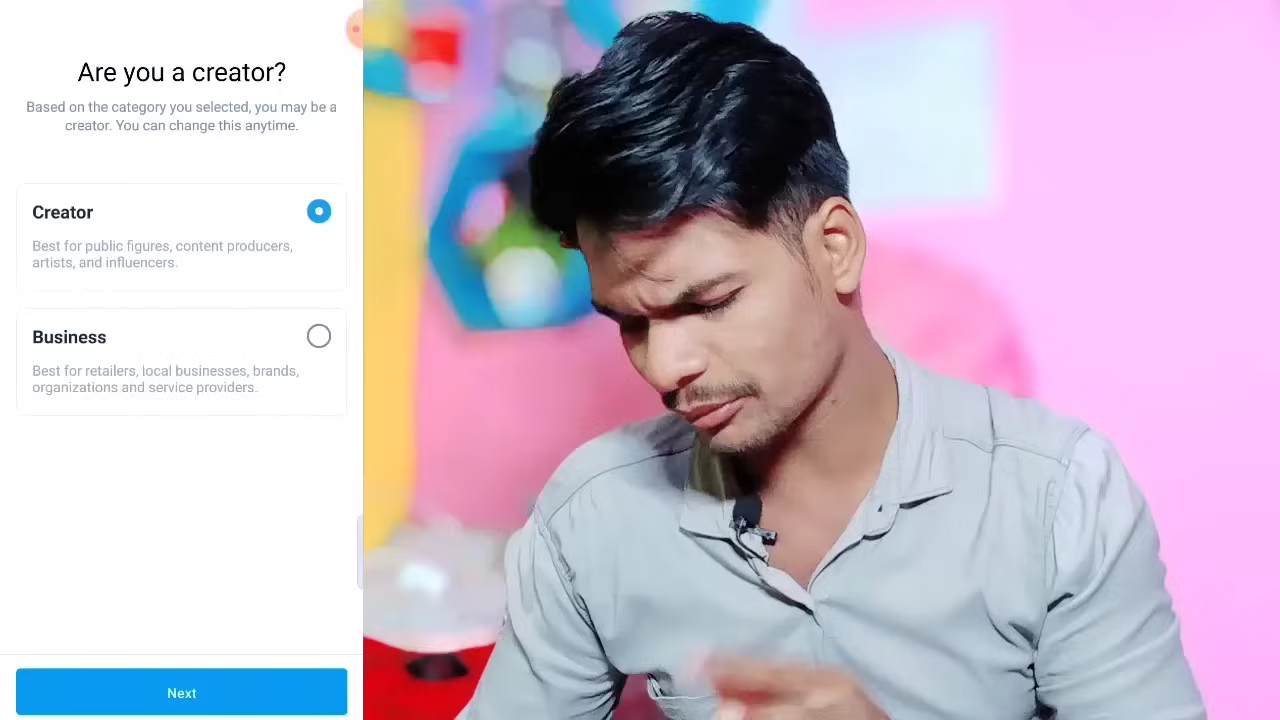 Are you a creator?
Based on the category you selected, you may be a
creator. You can change this anytime.
Creator
Best for public figures, content producers,
artists, and influencers.
Business
Best for retailers, local businesses, brands,
organizations and service providers.
Next